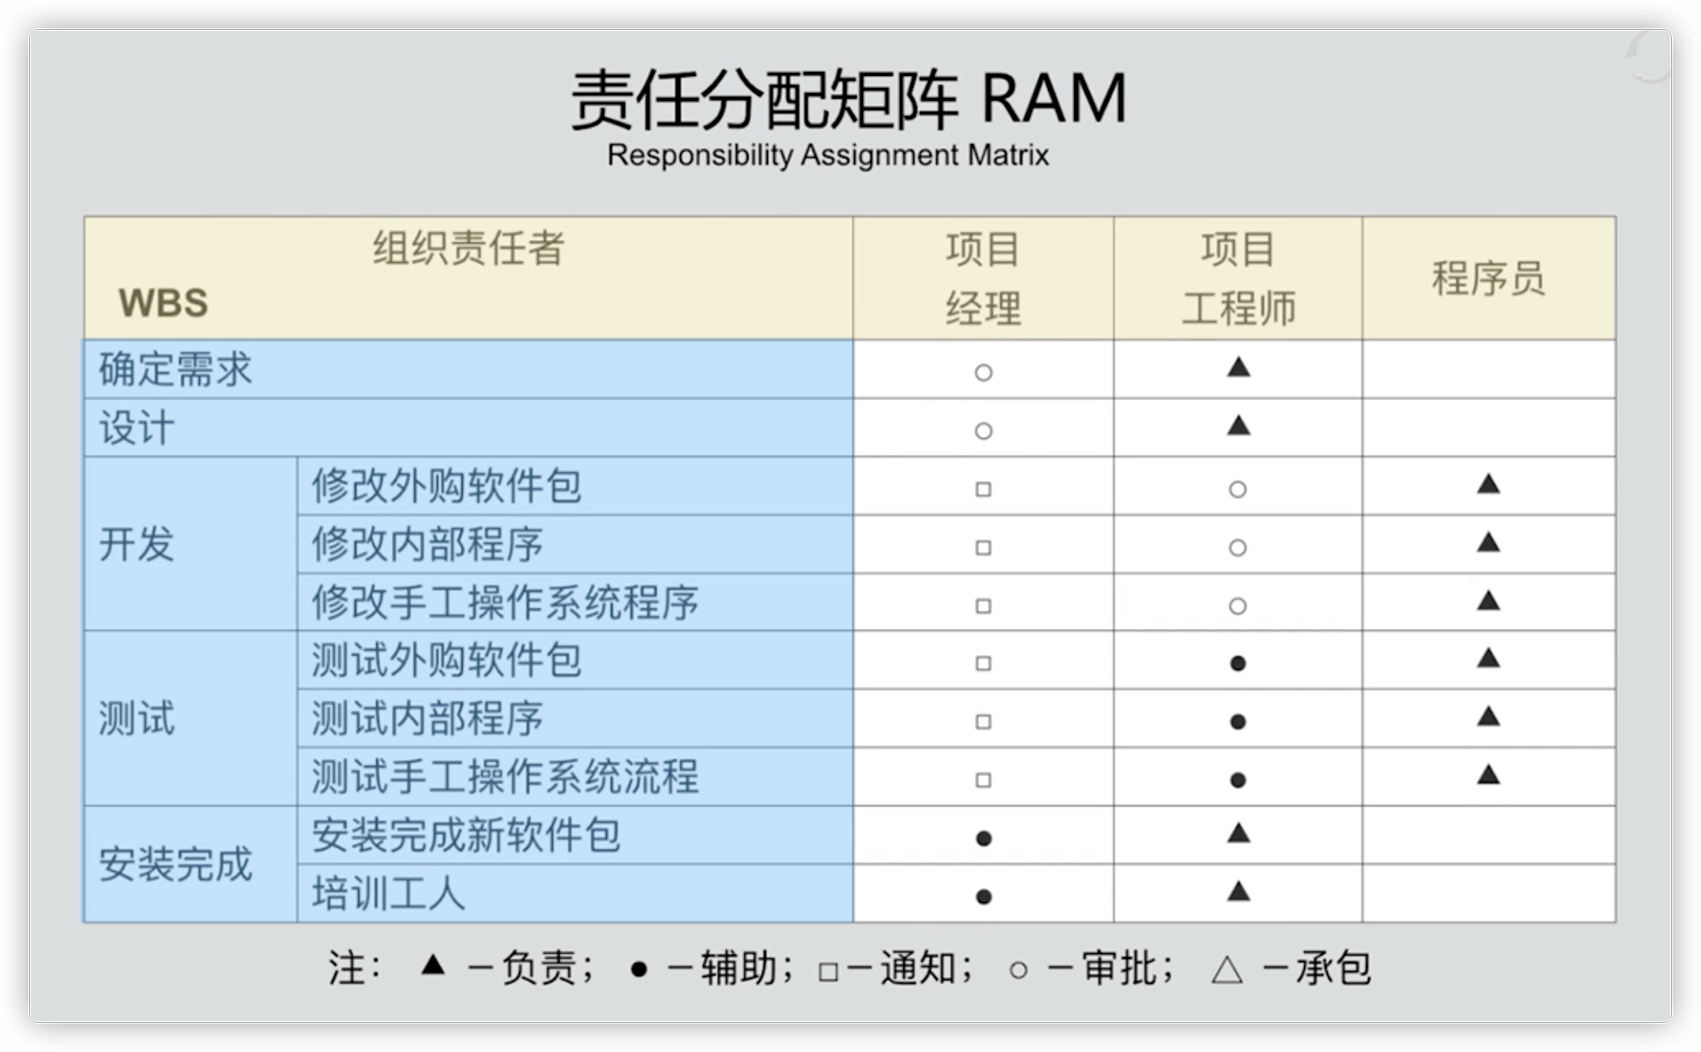 责任分配矩阵 RAM
Responsibility Assignment Matrix
组织责任者
WBS
项目
经理
项目
工程师
程序员
确定需求 ○ ▲
设计 ○ ▲
开发
修改外购软件包 □ ○ ▲
修改内部程序 □ ○ ▲
修改手工操作系统程序 □ ○ ▲
测试
测试外购软件包 □ ● ▲
测试内部程序 □ ● ▲
测试手工操作系统流程 □ ● ▲
安装完成
安装完成新软件包 ● ▲
培训工人 ● ▲
注： ▲ －负责； ● －辅助； □－通知； ○ －审批； △ －承包